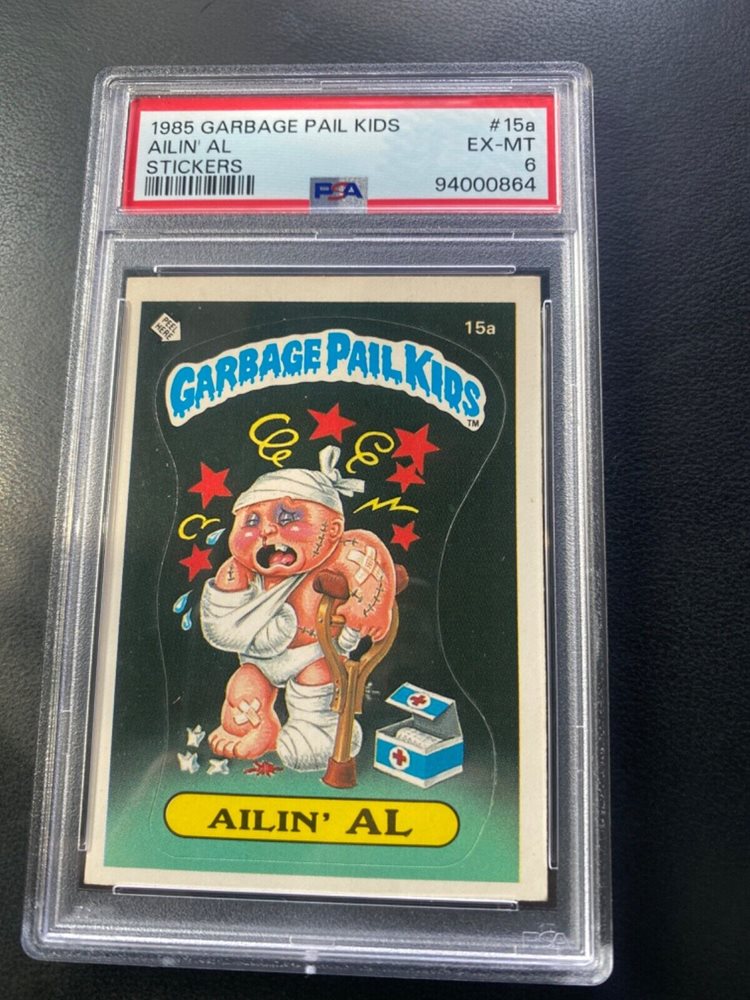 1985 GARBAGE PAIL KIDS #15a
AILIN' AL EX-MT
STICKERS 6
PSA 94000864
PEEL HERE
15a
GARBAGE PAIL KIDS
TM
AILIN' AL
PSA